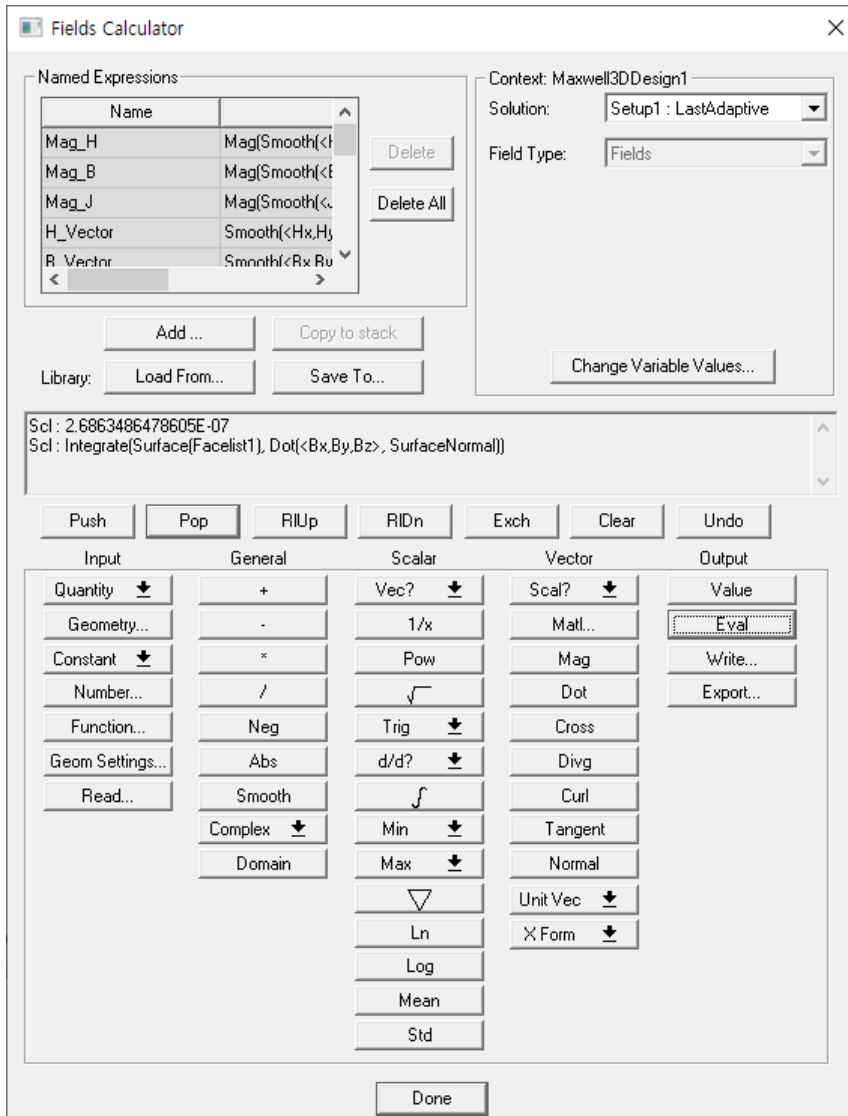 Fields Calculator
Named Expressions
Name
Mag_H Mag(Smooth(<H
Mag_B Mag(Smooth(<B
Mag_J Mag(Smooth(<J
H_Vector Smooth(<Hx,Hy
B_Vector Smooth(<Bx,By
Delete
Delete All
Add ...
Copy to stack
Library:
Load From...
Save To...
Context: Maxwell3DDesign1
Solution: Setup1 : LastAdaptive
Field Type: Fields
Change Variable Values...
Scl : 2.6863486478605E-07
Scl : Integrate(Surface(Facelist1), Dot(<Bx,By,Bz>, SurfaceNormal))
Push Pop RlUp RlDn Exch Clear Undo
Input General Scalar Vector Output
Quantity + Vec? Scal? Value
Geometry... - 1/x Matl... Eval
Constant * Pow Mag Write...
Number... / √ Dot Export...
Function... Neg Trig Cross
Geom Settings... Abs d/d? Divg
Read... Smooth ∫ Curl
Complex Min Tangent
Domain Max Normal
▽ Unit Vec
Ln X Form
Log
Mean
Std
Done